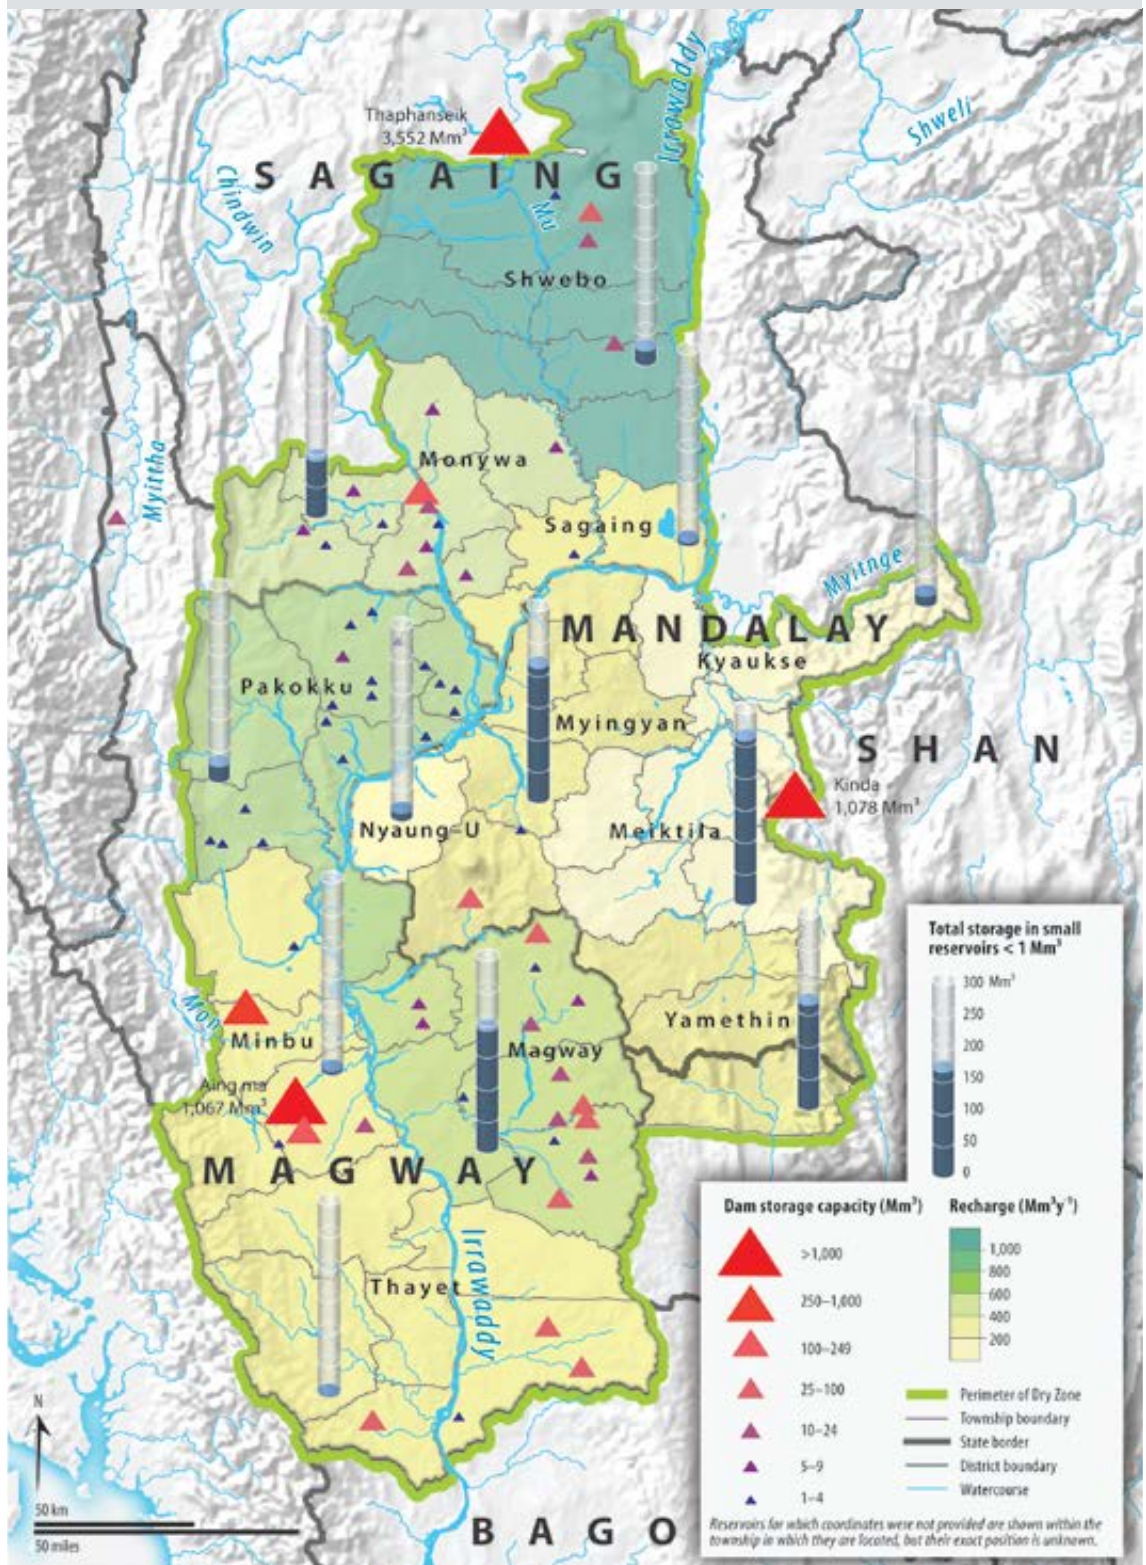 Irrawaddy
Shweli
Thaphanseik
3,552 Mm³
SAGAING
Chindwin
Mu
Shwebo
Myittha
Monywa
Sagaing
Myitnge
MANDALAY
Kyaukse
Pakokku
Myingyan
SHAN
Kinda
1,078 Mm³
Nyaung-U
Meiktila
Mon
Minbu
Yamethin
Magway
Aing ma
1,067 Mm³
MAGWAY
Thayet
Irrawaddy
BAGO
N
50 km
50 miles
Total storage in small
reservoirs < 1 Mm³
300 Mm³
250
200
150
100
50
0
Dam storage capacity (Mm³)
>1,000
250–1,000
100–249
25–100
10–24
5–9
1–4
Recharge (Mm³y⁻¹)
1,000
800
600
400
200
Perimeter of Dry Zone
Township boundary
State border
District boundary
Watercourse
Reservoirs for which coordinates were not provided are shown within the
township in which they are located, but their exact position is unknown.